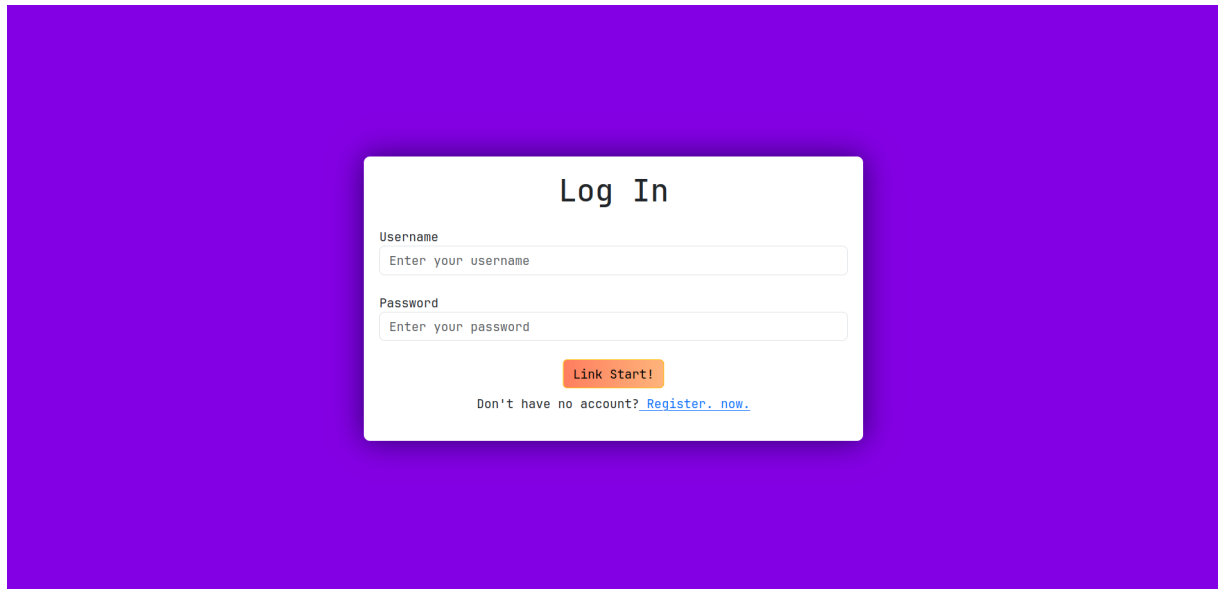 Log In
Username
Enter your username
Password
Enter your password
Link Start!
Don't have no account? Register. now.